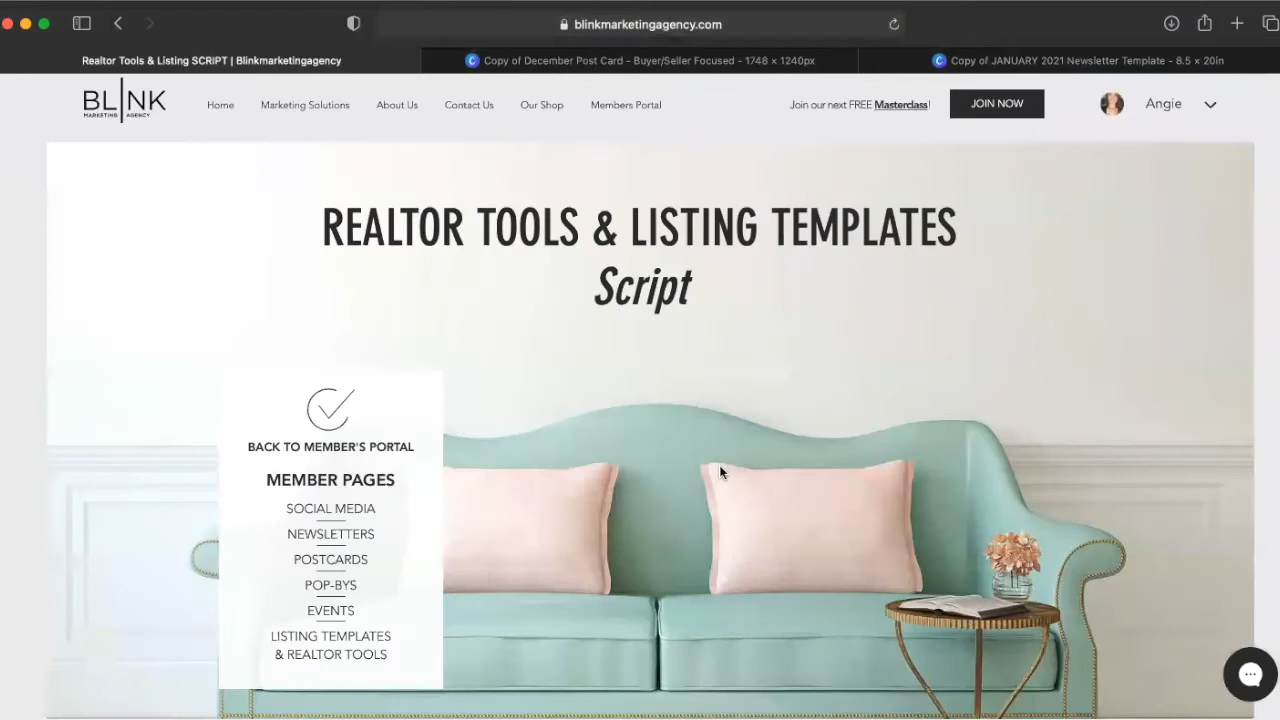 blinkmarketingagency.com
Realtor Tools & Listing SCRIPT | Blinkmarketingagency
Copy of December Post Card - Buyer/Seller Focused - 1748 × 1240px
Copy of JANUARY 2021 Newsletter Template - 8.5 × 20in
BL|NK
MARKETING AGENCY
Home
Marketing Solutions
About Us
Contact Us
Our Shop
Members Portal
Join our next FREE Masterclass!
JOIN NOW
Angie
REALTOR TOOLS & LISTING TEMPLATES
Script
BACK TO MEMBER'S PORTAL
MEMBER PAGES
SOCIAL MEDIA
NEWSLETTERS
POSTCARDS
POP-BYS
EVENTS
LISTING TEMPLATES
& REALTOR TOOLS